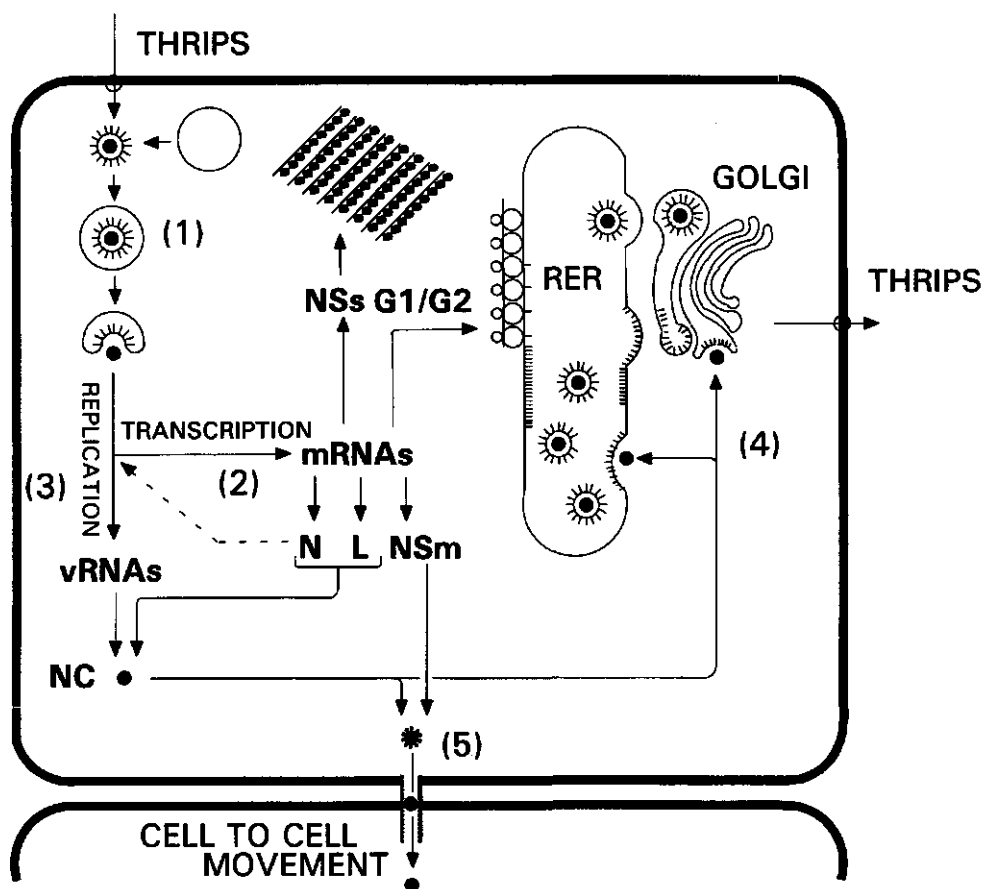 THRIPS
(1)
GOLGI
RER
THRIPS
NSs G1/G2
REPLICATION
TRANSCRIPTION
mRNAs
(2)
(3)
(4)
N L NSm
vRNAs
NC
(5)
CELL TO CELL
MOVEMENT